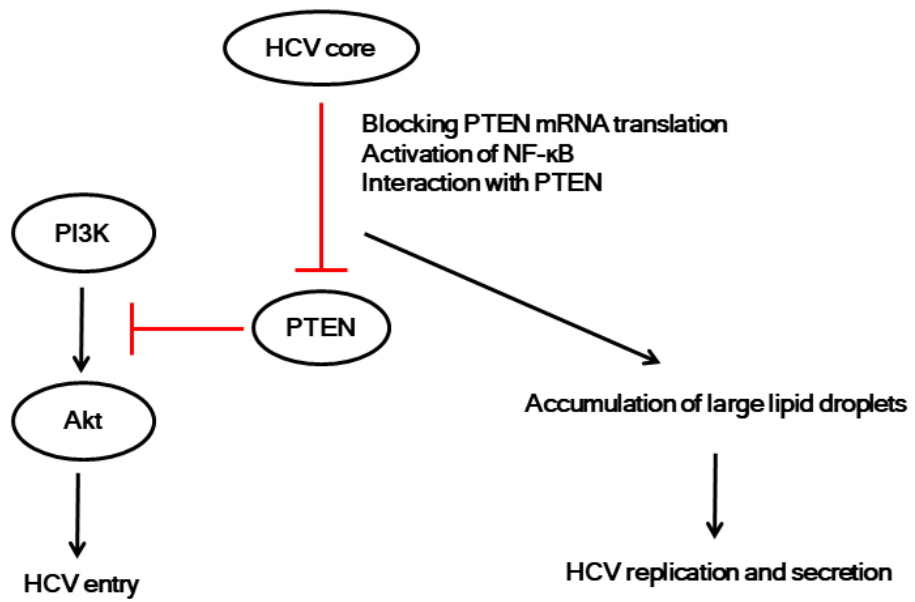 HCV core
Blocking PTEN mRNA translation
Activation of NF-κB
Interaction with PTEN
PI3K
PTEN
Akt
Accumulation of large lipid droplets
HCV entry
HCV replication and secretion